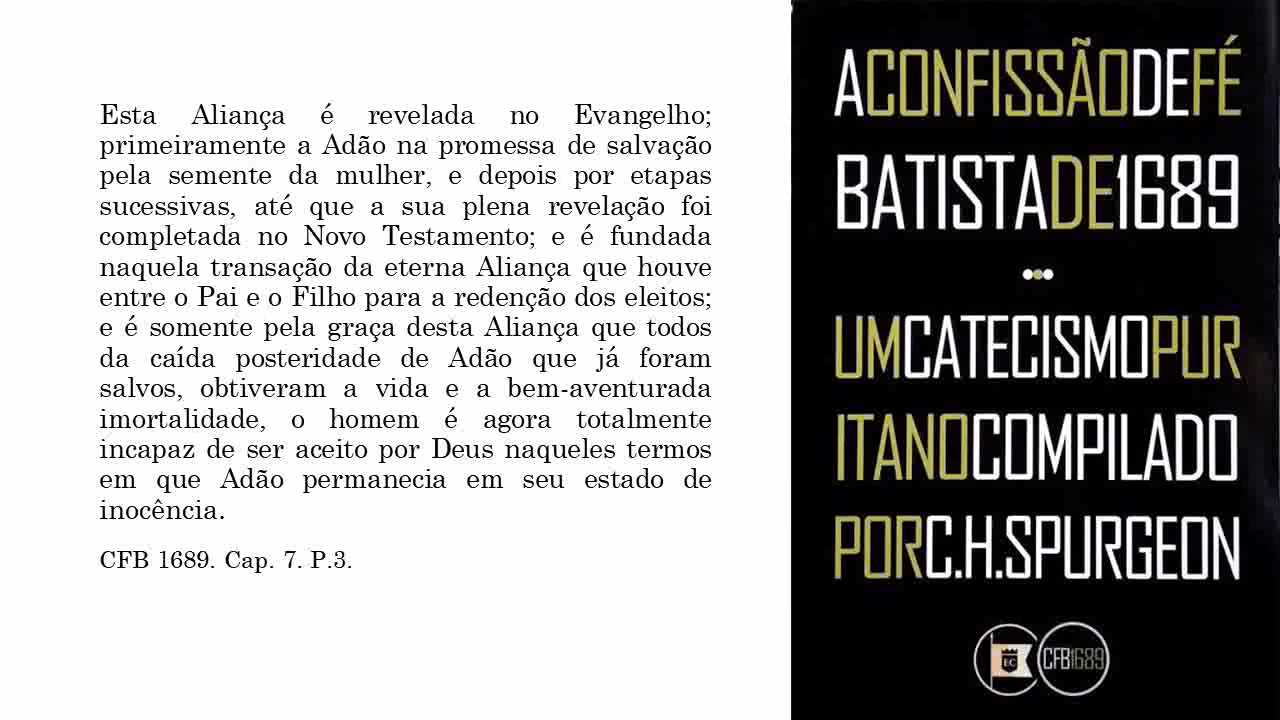 Esta Aliança é revelada no Evangelho;
primeiramente a Adão na promessa de salvação
pela semente da mulher, e depois por etapas
sucessivas, até que a sua plena revelação foi
completada no Novo Testamento; e é fundada
naquela transação da eterna Aliança que houve
entre o Pai e o Filho para a redenção dos eleitos;
e é somente pela graça desta Aliança que todos
da caída posteridade de Adão que já foram
salvos, obtiveram a vida e a bem-aventurada
imortalidade, o homem é agora totalmente
incapaz de ser aceito por Deus naqueles termos
em que Adão permanecia em seu estado de
inocência.
CFB 1689. Cap. 7. P.3.
ACONFISSÃODEFÉ
BATISTADE1689
UMCATECISMOPUR
ITANOCOMPILADO
PORC.H.SPURGEON
EC
CFB1689